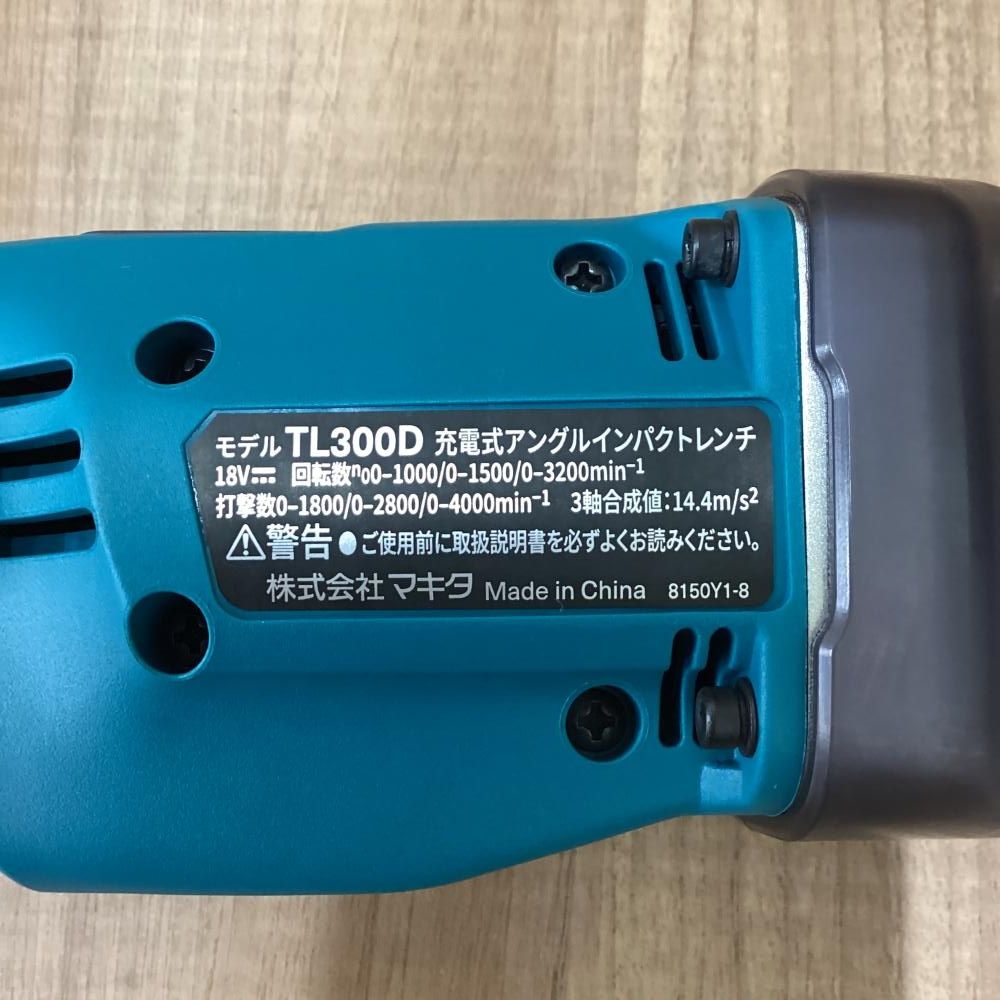 モデル TL300D 充電式アングルインパクトレンチ
18V⎓ 回転数n₀0-1000/0-1500/0-3200min⁻¹
打撃数0-1800/0-2800/0-4000min⁻¹ 3軸合成値:14.4m/s²
⚠警告 ●ご使用前に取扱説明書を必ずよくお読みください。
株式会社 マキタ Made in China 8150Y1-8